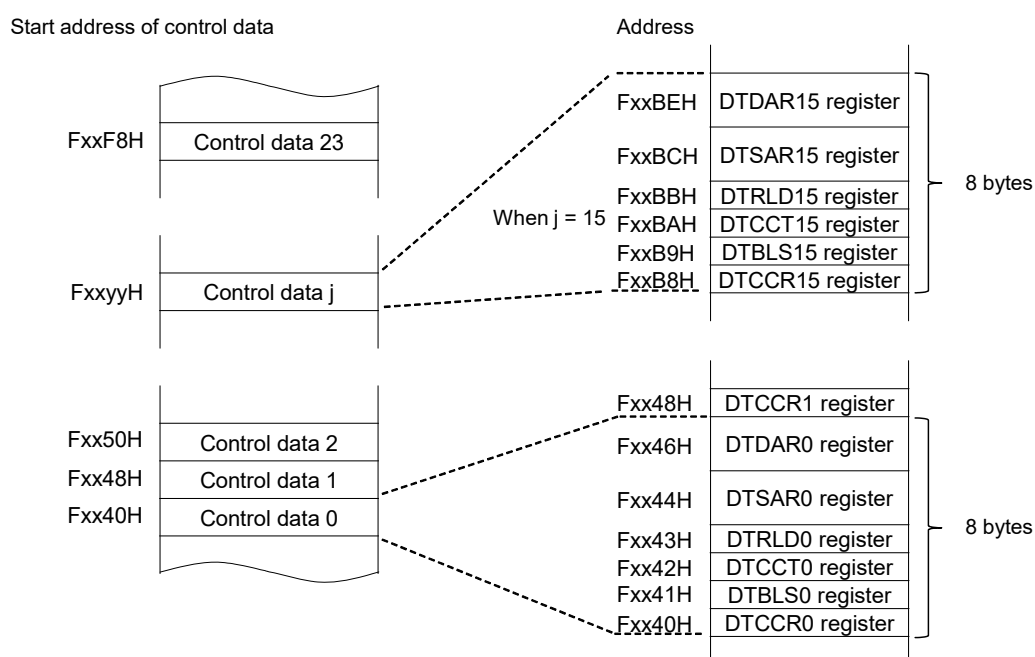 Start address of control data
Address
FxxF8H Control data 23
FxxyyH Control data j
Fxx50H Control data 2
Fxx48H Control data 1
Fxx40H Control data 0
When j = 15
FxxBEH DTDAR15 register
FxxBCH DTSAR15 register
FxxBBH DTRLD15 register
FxxBAH DTCCT15 register
FxxB9H DTBLS15 register
FxxB8H DTCCR15 register
8 bytes
Fxx48H DTCCR1 register
Fxx46H DTDAR0 register
Fxx44H DTSAR0 register
Fxx43H DTRLD0 register
Fxx42H DTCCT0 register
Fxx41H DTBLS0 register
Fxx40H DTCCR0 register
8 bytes